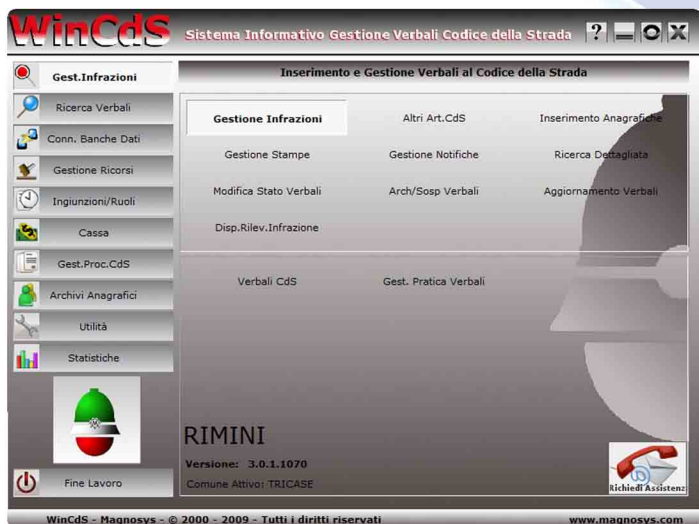 WinCdS
Sistema Informativo Gestione Verbali Codice della Strada ? X
Gest.Infrazioni
Ricerca Verbali
Conn. Banche Dati
Gestione Ricorsi
Ingiunzioni/Ruoli
Cassa
Gest.Proc.CdS
Archivi Anagrafici
Utilità
Statistiche
Fine Lavoro
Inserimento e Gestione Verbali al Codice della Strada
Gestione Infrazioni Altri Art.CdS Inserimento Anagrafiche
Gestione Stampe Gestione Notifiche Ricerca Dettagliata
Modifica Stato Verbali Arch/Sosp Verbali Aggiornamento Verbali
Disp.Rilev.Infrazione
Verbali CdS Gest. Pratica Verbali
RIMINI
Versione: 3.0.1.1070
Comune Attivo: TRICASE
Richiedi Assistenz
WinCdS - Magnosys - © 2000 - 2009 - Tutti i diritti riservati www.magnosys.com